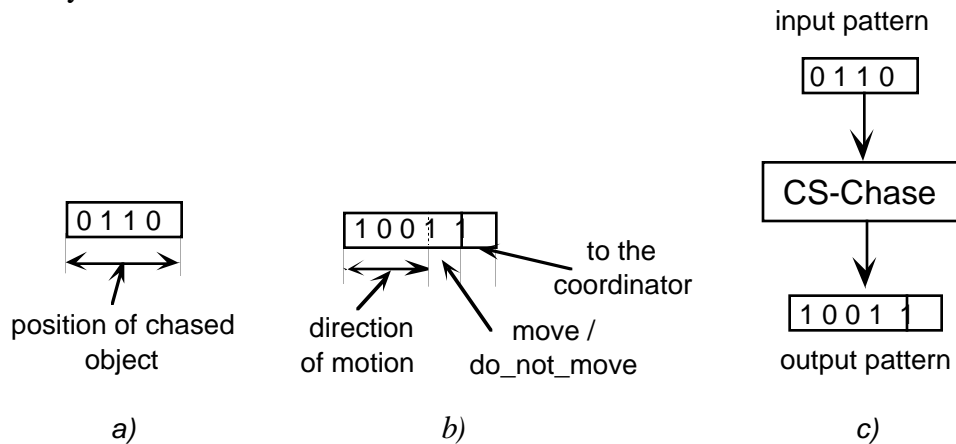 input pattern
0 1 1 0
CS-Chase
0 1 1 0
1 0 0 1 1
to the
coordinator
1 0 0 1 1
position of chased
object
direction
of motion
move /
do_not_move
output pattern
a)
b)
c)